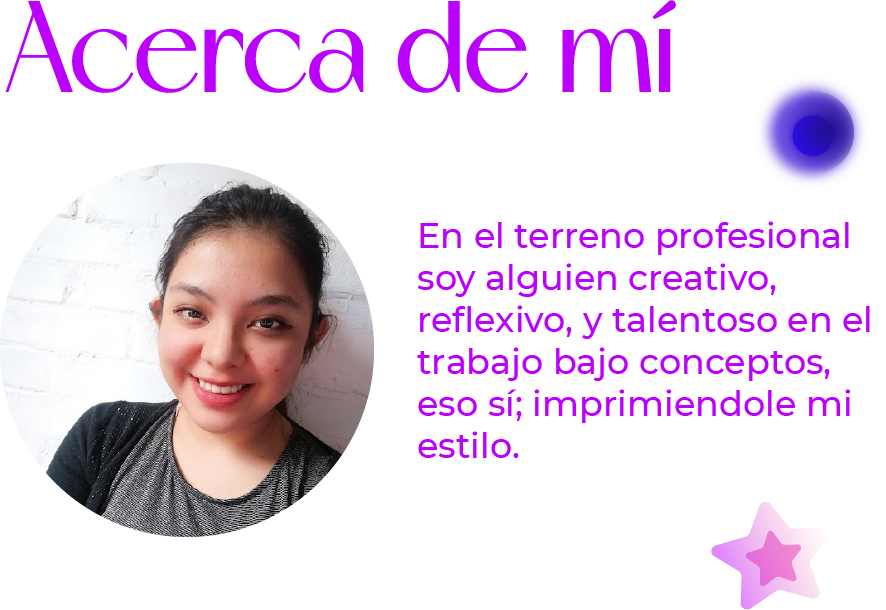 Acerca de mí
En el terreno profesional
soy alguien creativo,
reflexivo, y talentoso en el
trabajo bajo conceptos,
eso sí; imprimiendole mi
estilo.